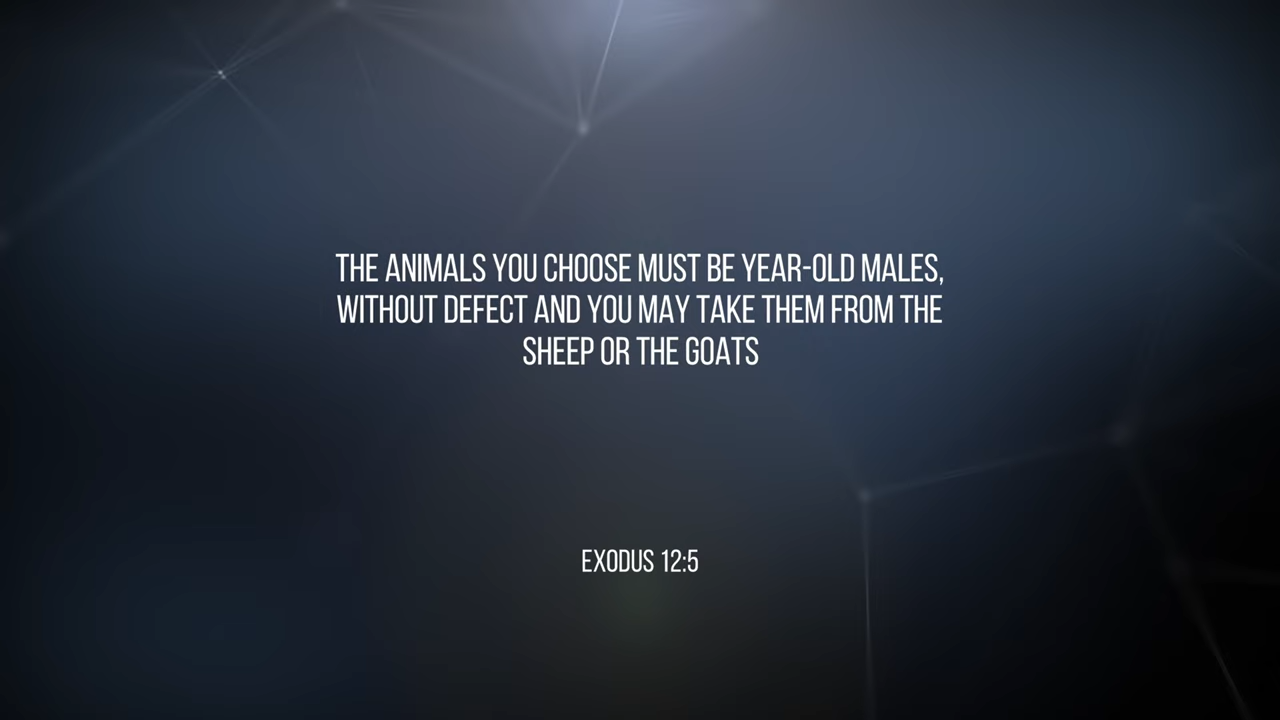 THE ANIMALS YOU CHOOSE MUST BE YEAR-OLD MALES,
WITHOUT DEFECT AND YOU MAY TAKE THEM FROM THE
SHEEP OR THE GOATS
EXODUS 12:5